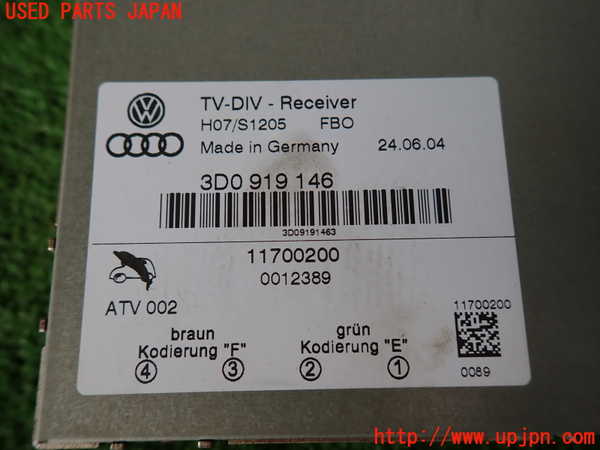 USED PARTS JAPAN
TV-DIV - Receiver
H07/S1205 FBO
Made in Germany 24.06.04
3D0 919 146
3D09191463
11700200
0012389
ATV 002
11700200
braun grün
Kodierung "F" Kodierung "E"
4 3 2 1
0089
http://www.upjpn.com/